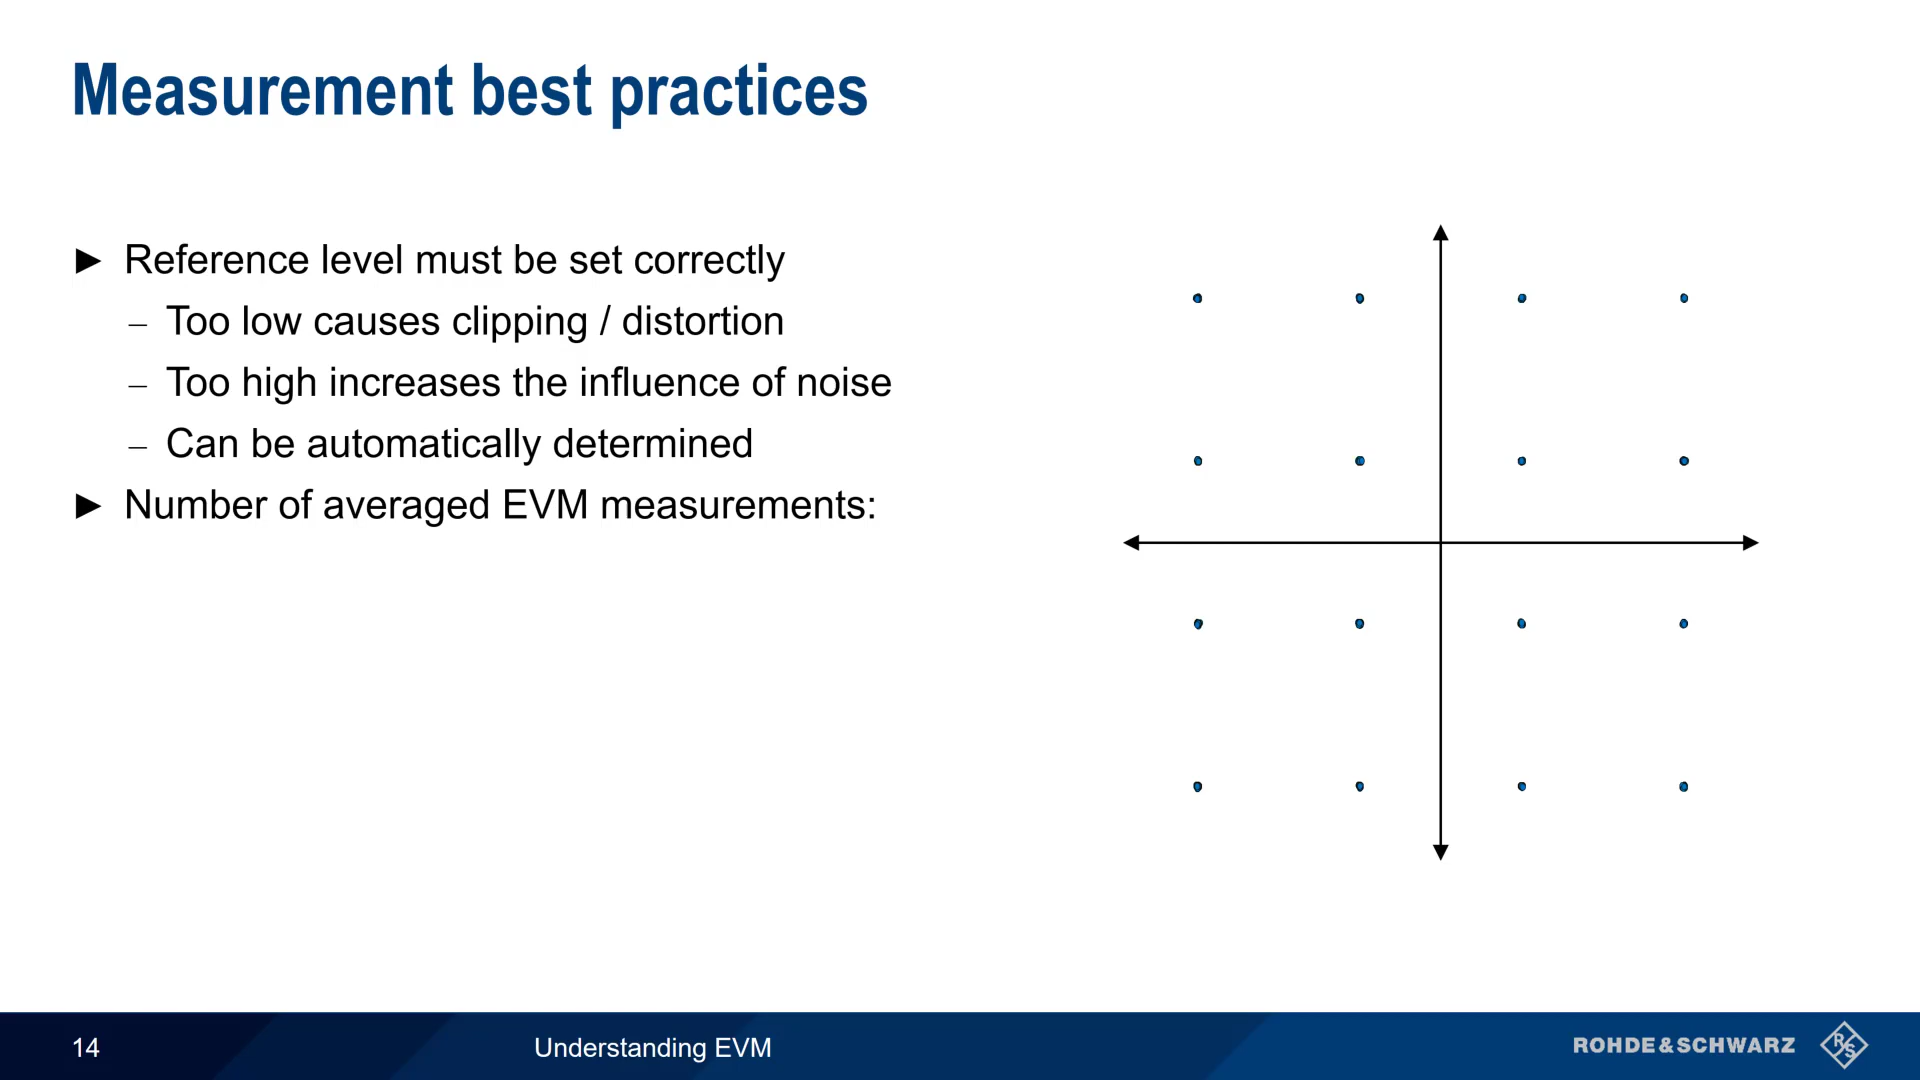 Measurement best practices
► Reference level must be set correctly
– Too low causes clipping / distortion
– Too high increases the influence of noise
– Can be automatically determined
► Number of averaged EVM measurements:
14
Understanding EVM
ROHDE&SCHWARZ
R&S